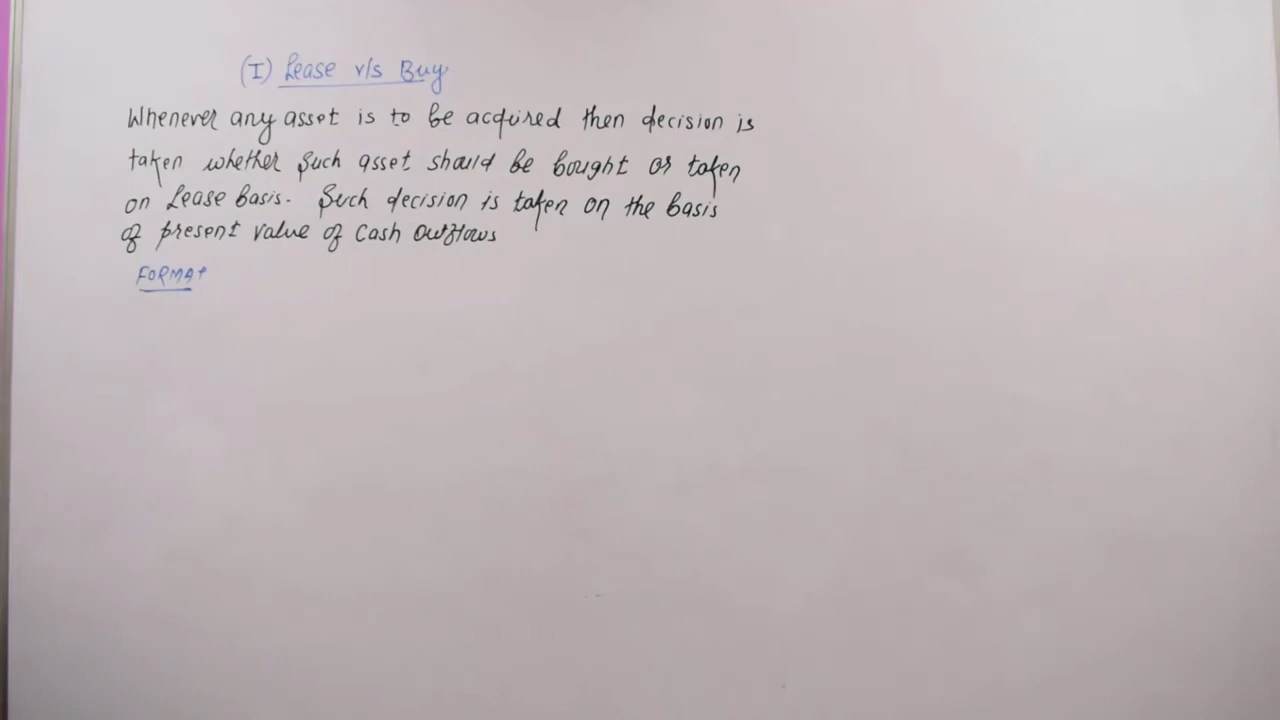 (I) Lease v/s Buy
Whenever any asset is to be acquired then decision is
taken whether Such asset should be bought or taken
on Lease Basis. Such decision is taken on the basis
of present value of Cash Outflows
FORMAT